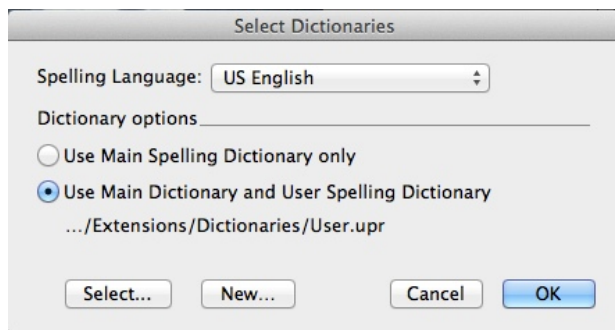 Select Dictionaries
Spelling Language: US English
Dictionary options
Use Main Spelling Dictionary only
Use Main Dictionary and User Spelling Dictionary
.../Extensions/Dictionaries/User.upr
Select... New... Cancel OK